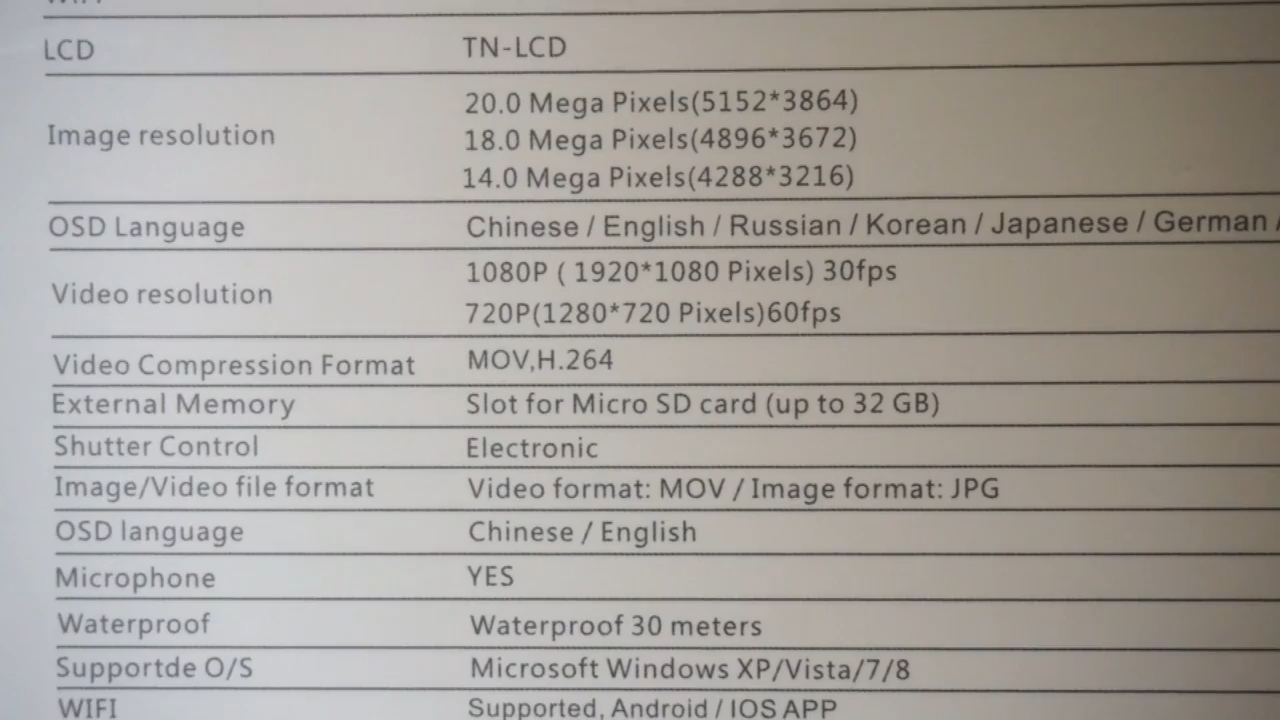 LCD TN-LCD
Image resolution 20.0 Mega Pixels(5152*3864)
18.0 Mega Pixels(4896*3672)
14.0 Mega Pixels(4288*3216)
OSD Language Chinese / English / Russian / Korean / Japanese / German /
Video resolution 1080P ( 1920*1080 Pixels) 30fps
720P(1280*720 Pixels)60fps
Video Compression Format MOV,H.264
External Memory Slot for Micro SD card (up to 32 GB)
Shutter Control Electronic
Image/Video file format Video format: MOV / Image format: JPG
OSD language Chinese / English
Microphone YES
Waterproof Waterproof 30 meters
Supportde O/S Microsoft Windows XP/Vista/7/8
WIFI Supported, Android / IOS APP